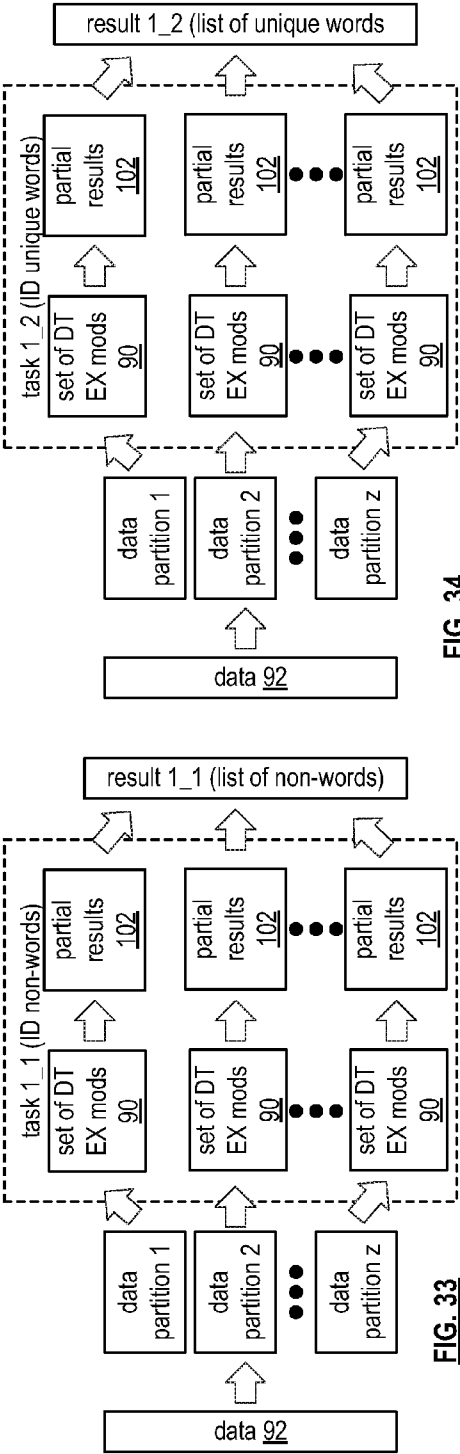 data 92
data
partition 1
data
partition 2
data
partition z
task 1_1 (ID non-words)
set of DT
EX mods
90
partial
results
102
set of DT
EX mods
90
partial
results
102
set of DT
EX mods
90
partial
results
102
result 1_1 (list of non-words)
FIG. 33
data 92
data
partition 1
data
partition 2
data
partition z
task 1_2 (ID unique words)
set of DT
EX mods
90
partial
results
102
set of DT
EX mods
90
partial
results
102
set of DT
EX mods
90
partial
results
102
result 1_2 (list of unique words
FIG. 34